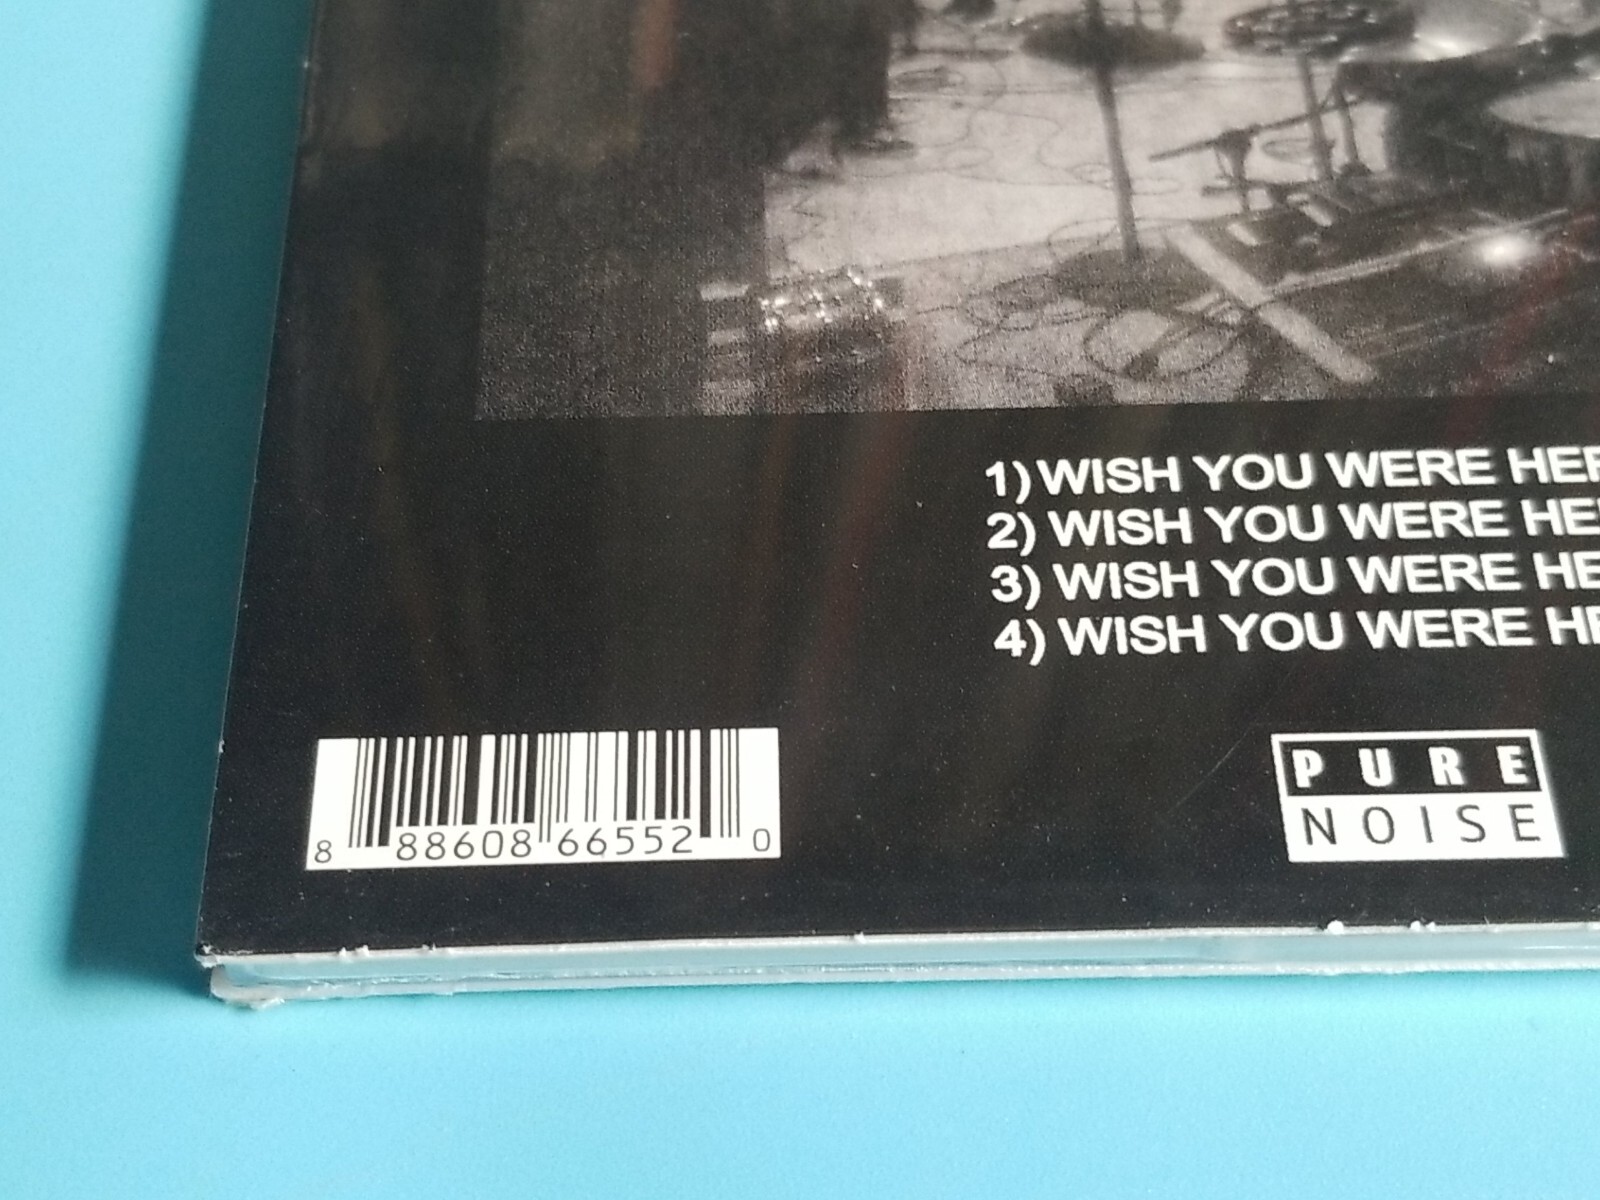 1) WISH YOU WERE
2) WISH YOU WERE
3) WISH YOU WERE
4) WISH YOU WERE
8 88608 66552 0
PURE
NOISE